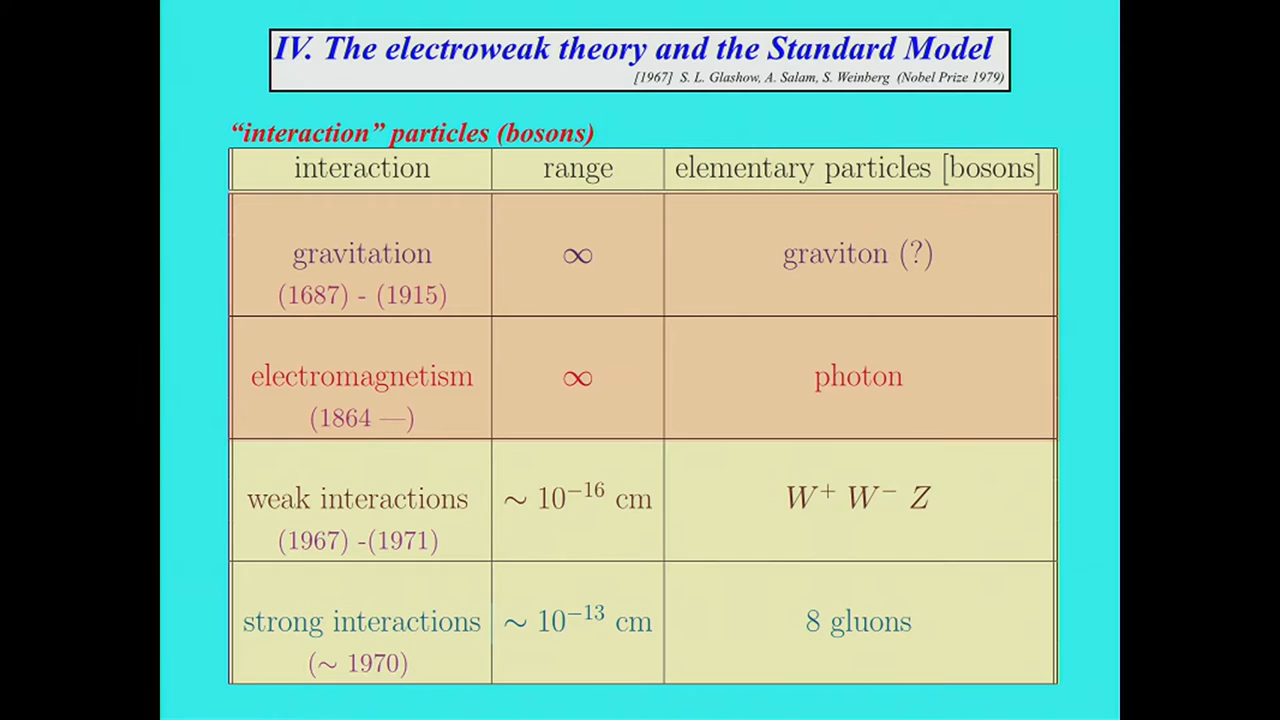 IV. The electroweak theory and the Standard Model
[1967] S. L. Glashow, A. Salam, S. Weinberg (Nobel Prize 1979)
“interaction” particles (bosons)
interaction range elementary particles [bosons]
gravitation ∞ graviton (?)
(1687) - (1915)
electromagnetism ∞ photon
(1864 —)
weak interactions ∼ 10⁻¹⁶ cm W⁺ W⁻ Z
(1967) -(1971)
strong interactions ∼ 10⁻¹³ cm 8 gluons
(∼ 1970)